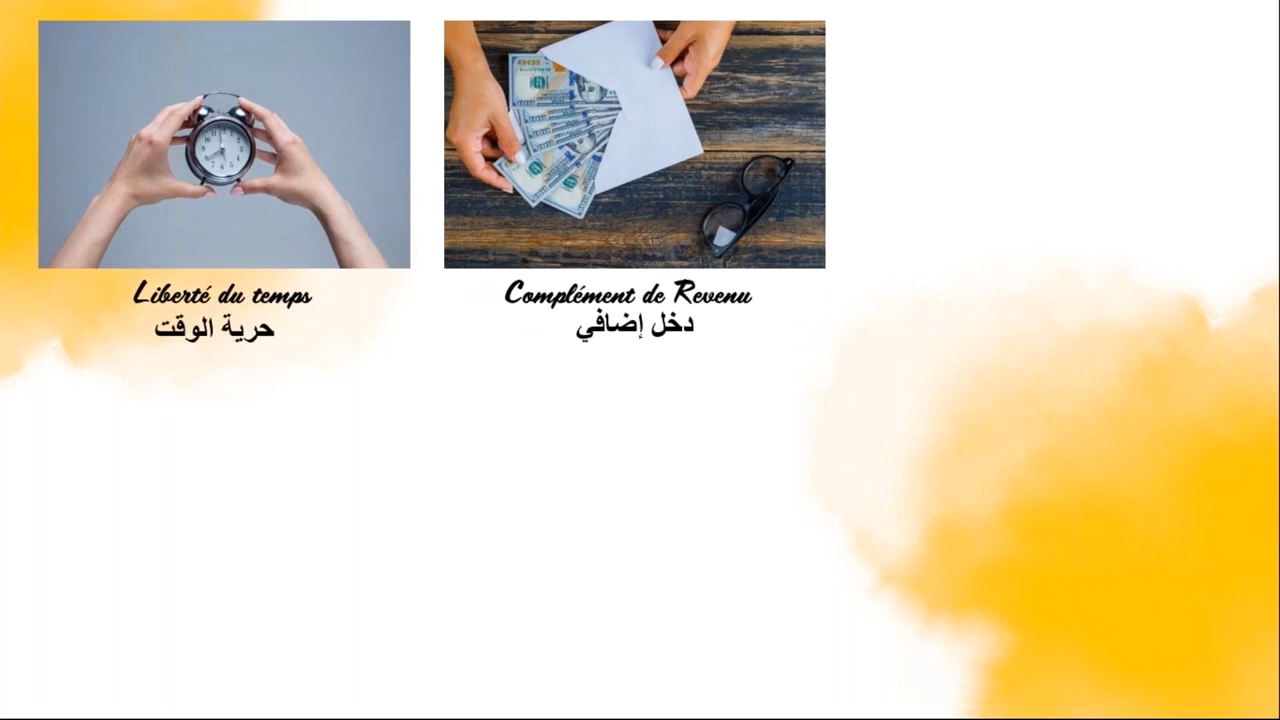 Liberté du temps
حرية الوقت
Complément de Revenu
دخل إضافي